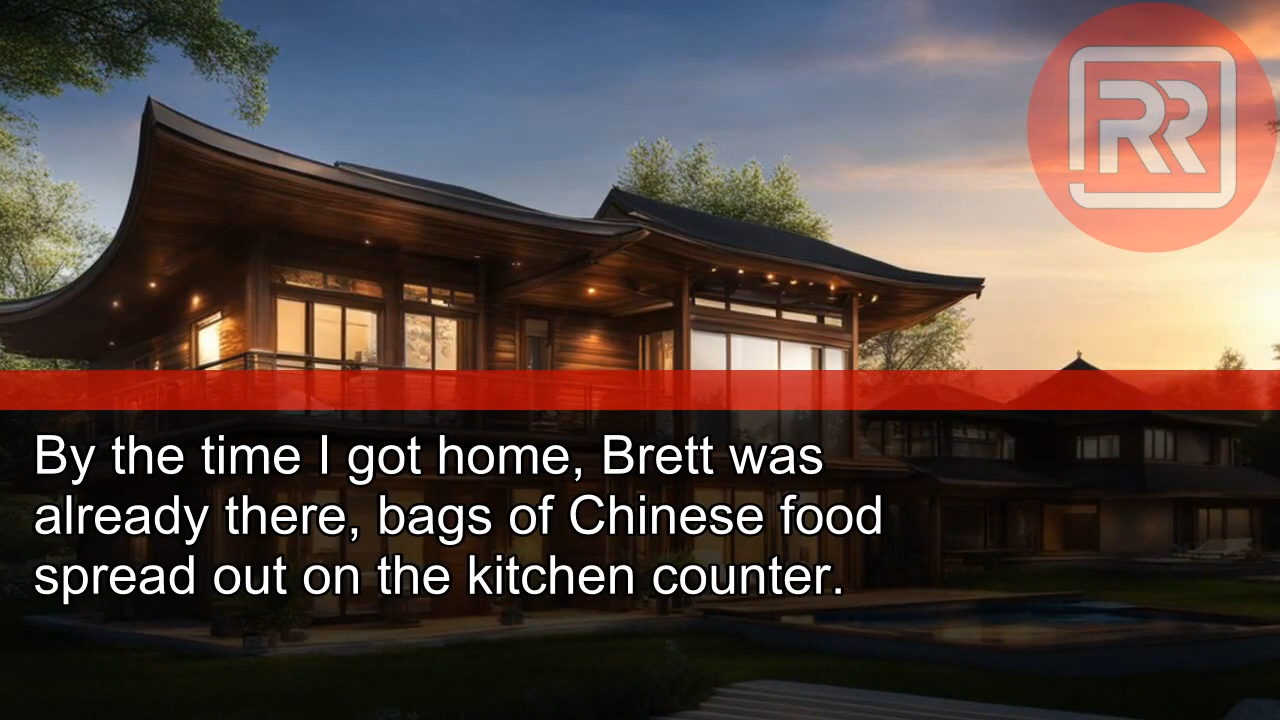 RR
By the time I got home, Brett was
already there, bags of Chinese food
spread out on the kitchen counter.